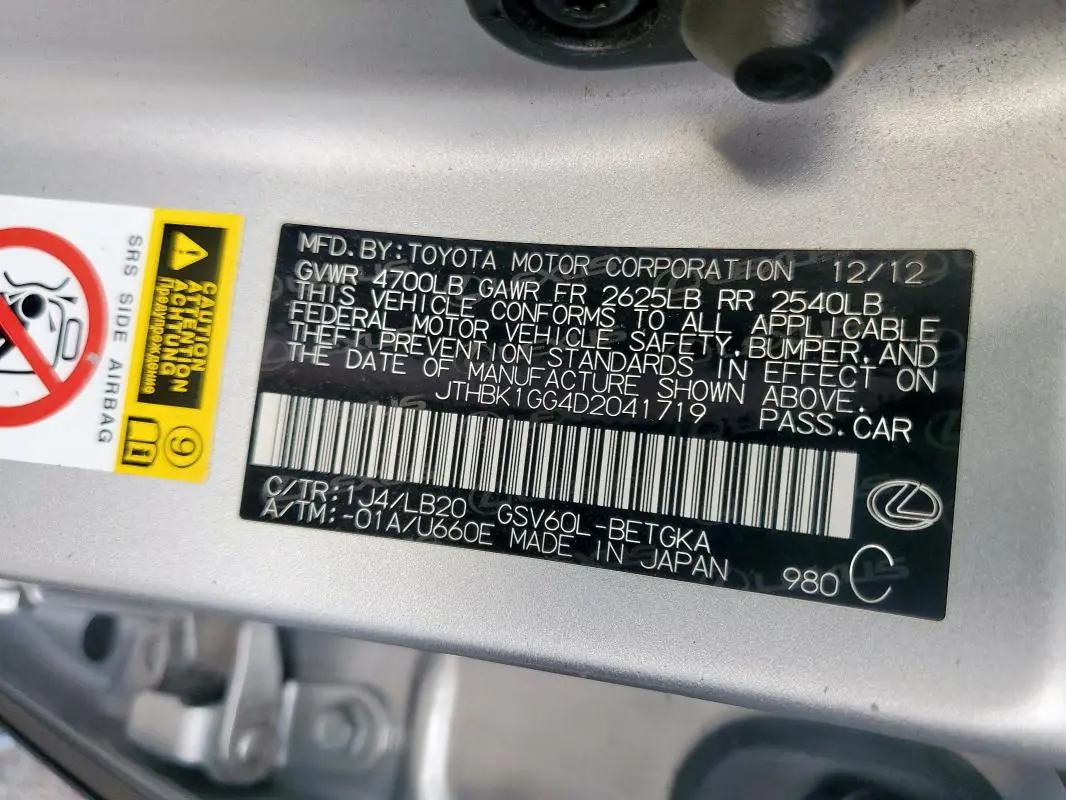 MFD.BY:TOYOTA MOTOR CORPORATION 12/12
GVWR 4700LB GAWR FR 2625LB RR 2540LB
THIS VEHICLE CONFORMS TO ALL APPLICABLE
FEDERAL MOTOR VEHICLE SAFETY,BUMPER,AND
THEFT PREVENTION STANDARDS IN EFFECT ON
THE DATE OF MANUFACTURE SHOWN ABOVE.
JTHBK1GG4D2041719 PASS.CAR
C/TR:1J4/LB20 GSV60L-BETGKA
A/TM:-01A/U660E MADE IN JAPAN 980 C
SRS SIDE AIRBAG
CAUTION
ATTENTION
ACHTUNG
Предупреждение
9